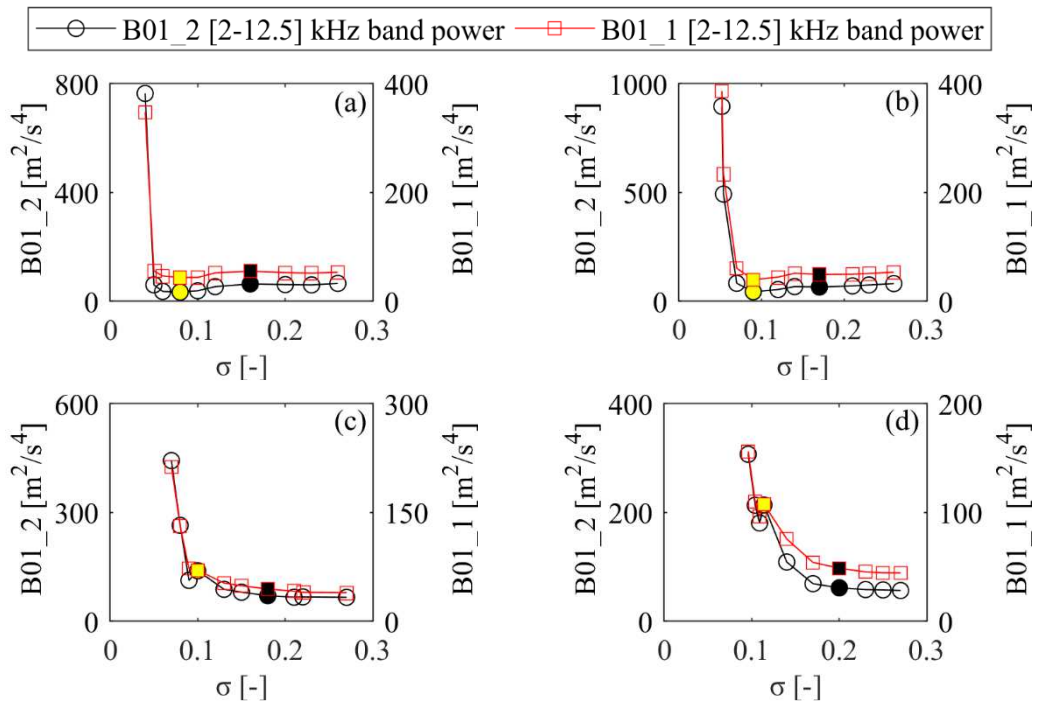 B01_2 [2-12.5] kHz band power B01_1 [2-12.5] kHz band power
(a)
B01_2 [m²/s⁴]
800
400
0
B01_1 [m²/s⁴]
400
200
0
0 0.1 0.2 0.3
σ [-]
(b)
B01_2 [m²/s⁴]
1000
500
0
B01_1 [m²/s⁴]
400
200
0
0 0.1 0.2 0.3
σ [-]
(c)
B01_2 [m²/s⁴]
600
300
0
B01_1 [m²/s⁴]
300
150
0
0 0.1 0.2 0.3
σ [-]
(d)
B01_2 [m²/s⁴]
400
200
0
B01_1 [m²/s⁴]
200
100
0
0 0.1 0.2 0.3
σ [-]